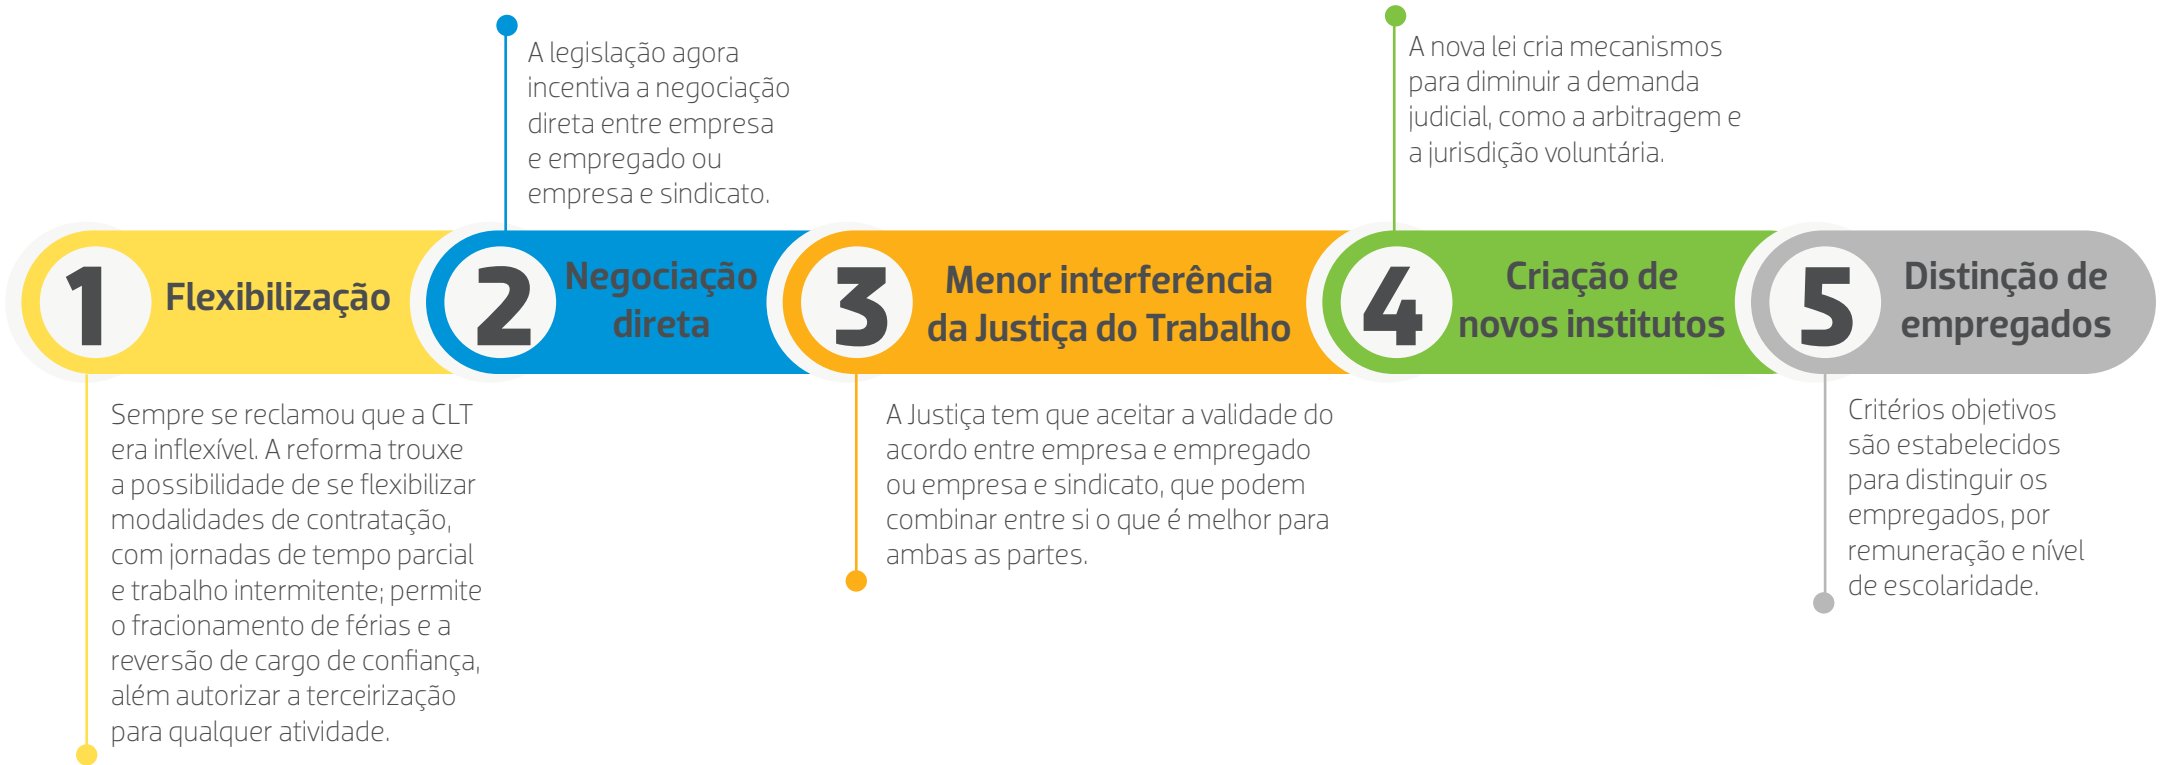 1
Flexibilização
Sempre se reclamou que a CLT
era inflexível. A reforma trouxe
a possibilidade de se flexibilizar
modalidades de contratação,
com jornadas de tempo parcial
e trabalho intermitente; permite
o fracionamento de férias e a
reversão de cargo de confiança,
além autorizar a terceirização
para qualquer atividade.
2
Negociação
direta
A legislação agora
incentiva a negociação
direta entre empresa
e empregado ou
empresa e sindicato.
3
Menor interferência
da Justiça do Trabalho
A Justiça tem que aceitar a validade do
acordo entre empresa e empregado
ou empresa e sindicato, que podem
combinar entre si o que é melhor para
ambas as partes.
4
Criação de
novos institutos
A nova lei cria mecanismos
para diminuir a demanda
judicial, como a arbitragem e
a jurisdição voluntária.
5
Distinção de
empregados
Critérios objetivos
são estabelecidos
para distinguir os
empregados, por
remuneração e nível
de escolaridade.